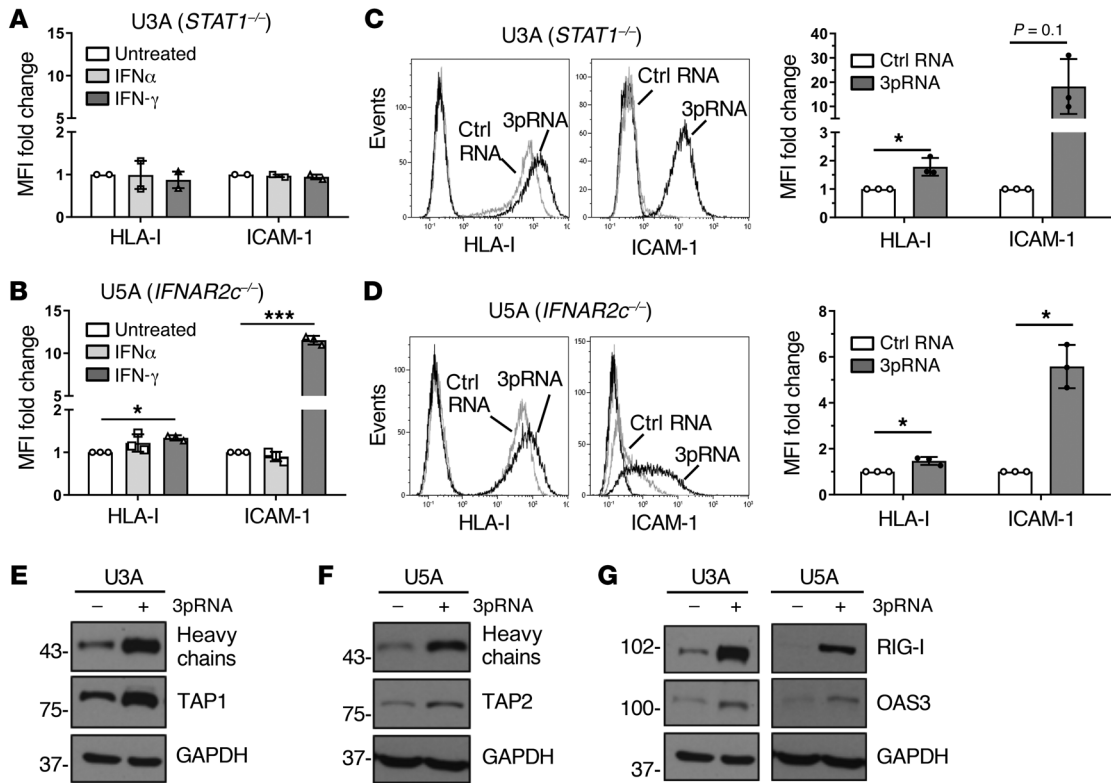 A
U3A (STAT1–/–)
MFI fold change
15
10
5
2
1
0
Untreated
IFNα
IFN-γ
HLA-I
ICAM-1
B
U5A (IFNAR2c–/–)
MFI fold change
15
10
5
2
1
0
Untreated
IFNα
IFN-γ
*
***
HLA-I
ICAM-1
C
U3A (STAT1–/–)
Events
100
50
0
Ctrl
RNA
3pRNA
HLA-I
Ctrl RNA
3pRNA
ICAM-1
MFI fold change
40
30
20
10
3
2
1
0
Ctrl RNA
3pRNA
*
P = 0.1
HLA-I
ICAM-1
D
U5A (IFNAR2c–/–)
Events
100
50
0
Ctrl
RNA
3pRNA
HLA-I
Ctrl RNA
3pRNA
ICAM-1
MFI fold change
8
6
4
2
0
Ctrl RNA
3pRNA
*
*
HLA-I
ICAM-1
E
U3A
– + 3pRNA
43- Heavy
chains
75- TAP1
37- GAPDH
F
U5A
– + 3pRNA
43- Heavy
chains
75- TAP2
37- GAPDH
G
U3A U5A
– + – + 3pRNA
102- RIG-I
100- OAS3
37- GAPDH